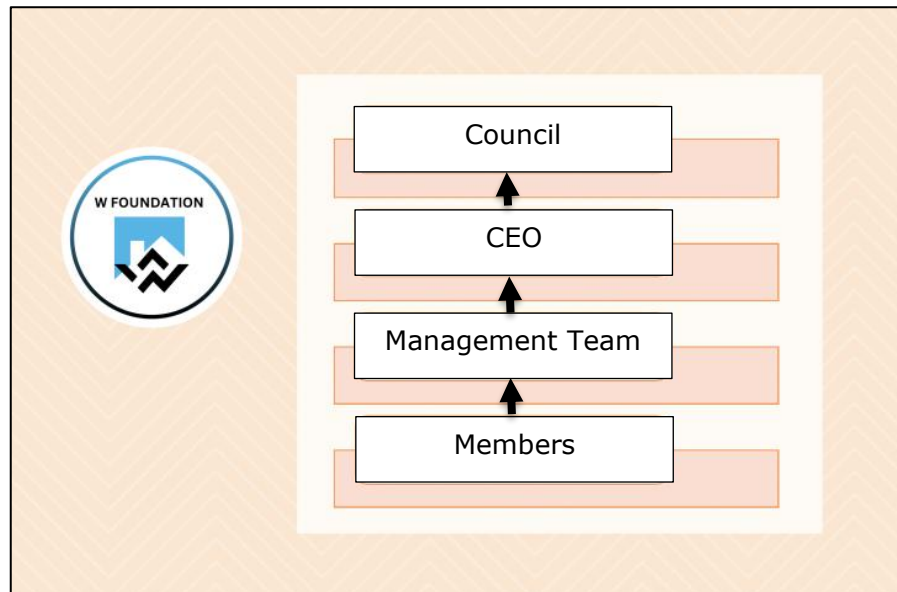 W FOUNDATION
Council
CEO
Management Team
Members